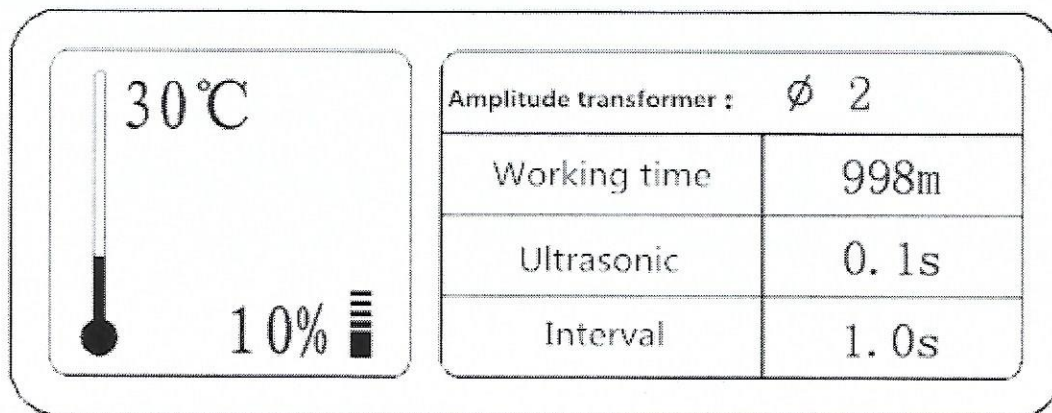 30℃
10%
Amplitude transformer: ∅ 2
Working time 998m
Ultrasonic 0.1s
Interval 1.0s